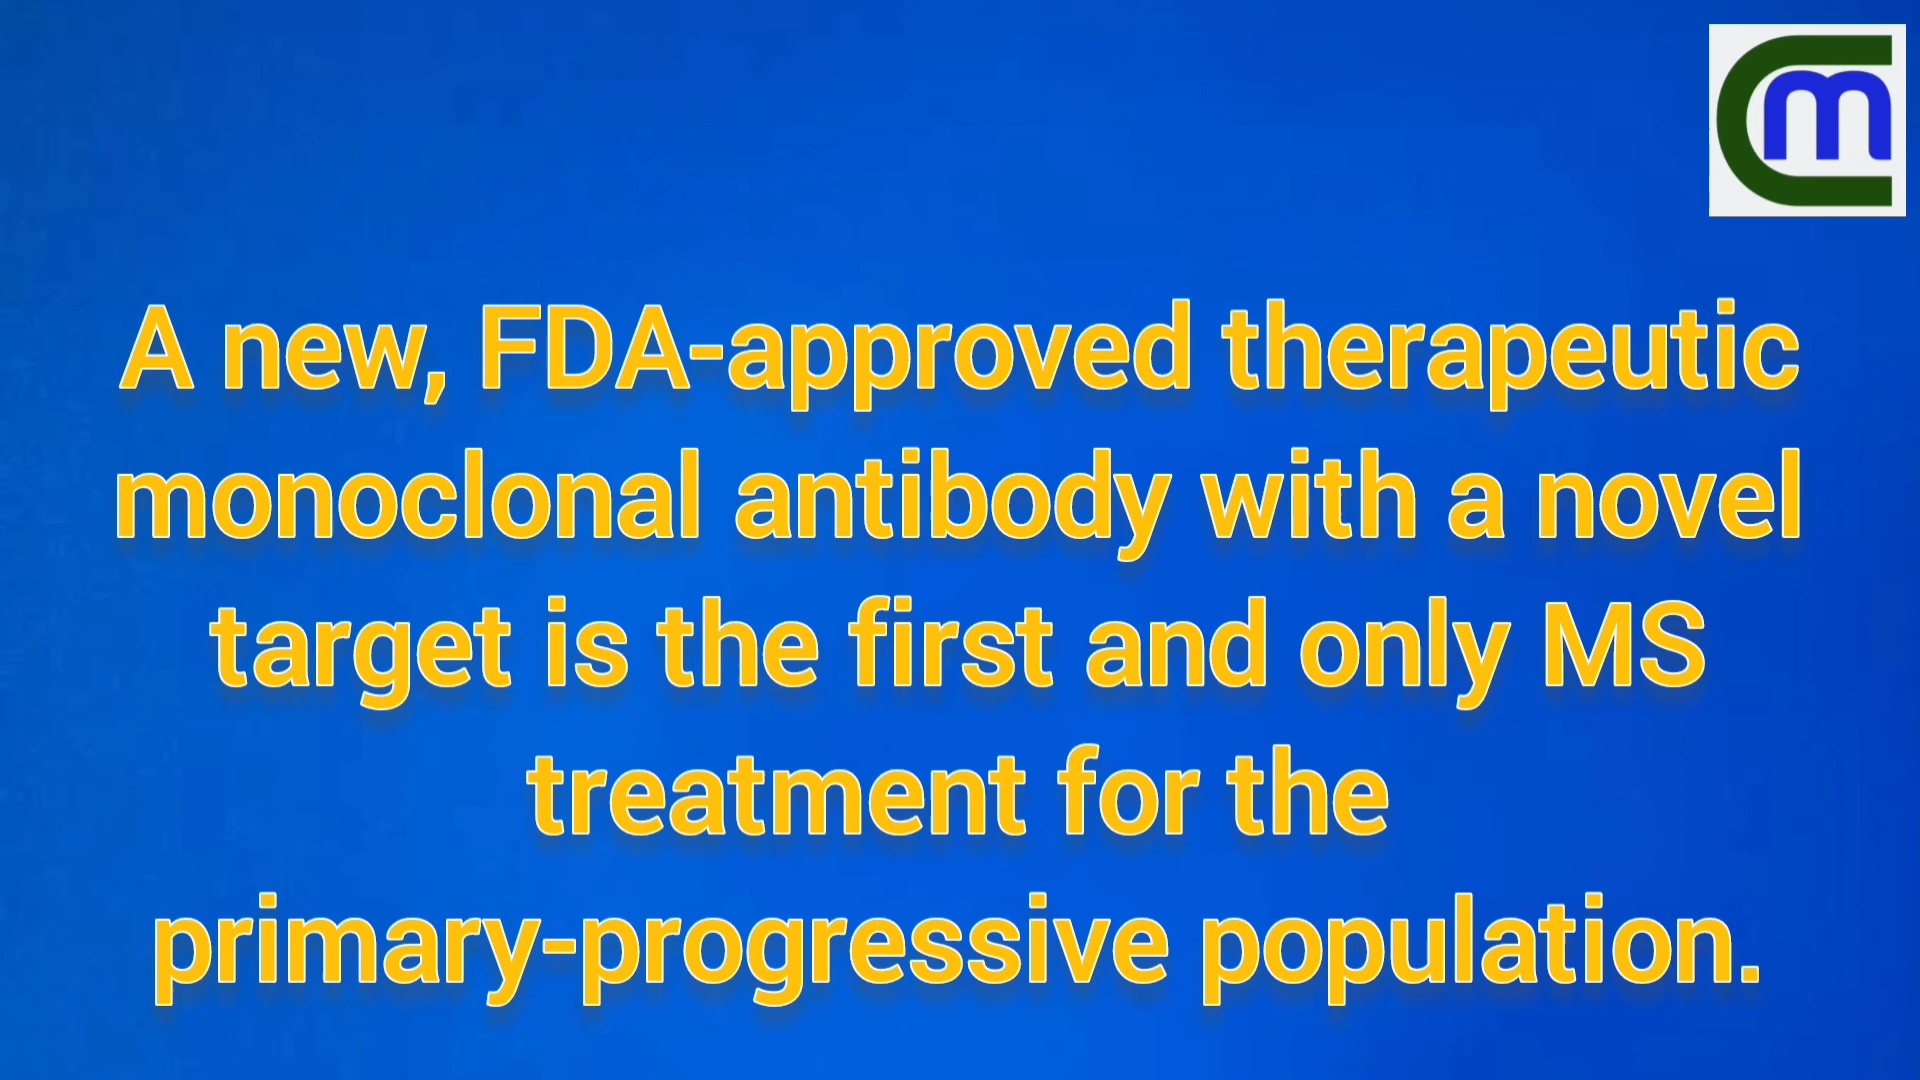 Cm
A new, FDA-approved therapeutic
monoclonal antibody with a novel
target is the first and only MS
treatment for the
primary-progressive population.